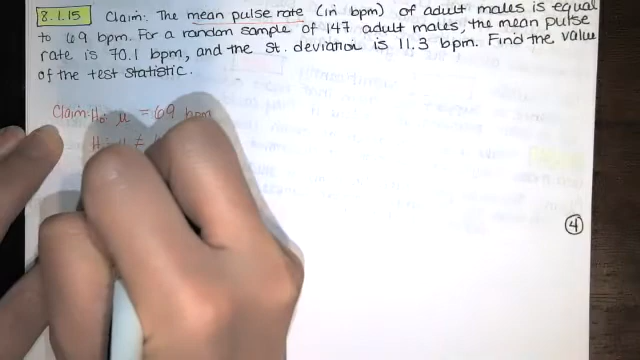 8.1.15 Claim: The mean pulse rate (in bpm) of adult males is equal
to 69 bpm. For a random sample of 147 adult males, the mean pulse
rate is 70.1 bpm, and the st. deviation is 11.3 bpm. Find the value
of the test statistic.
Claim: H₀: μ = 69 bpm
H₁: μ ≠
4